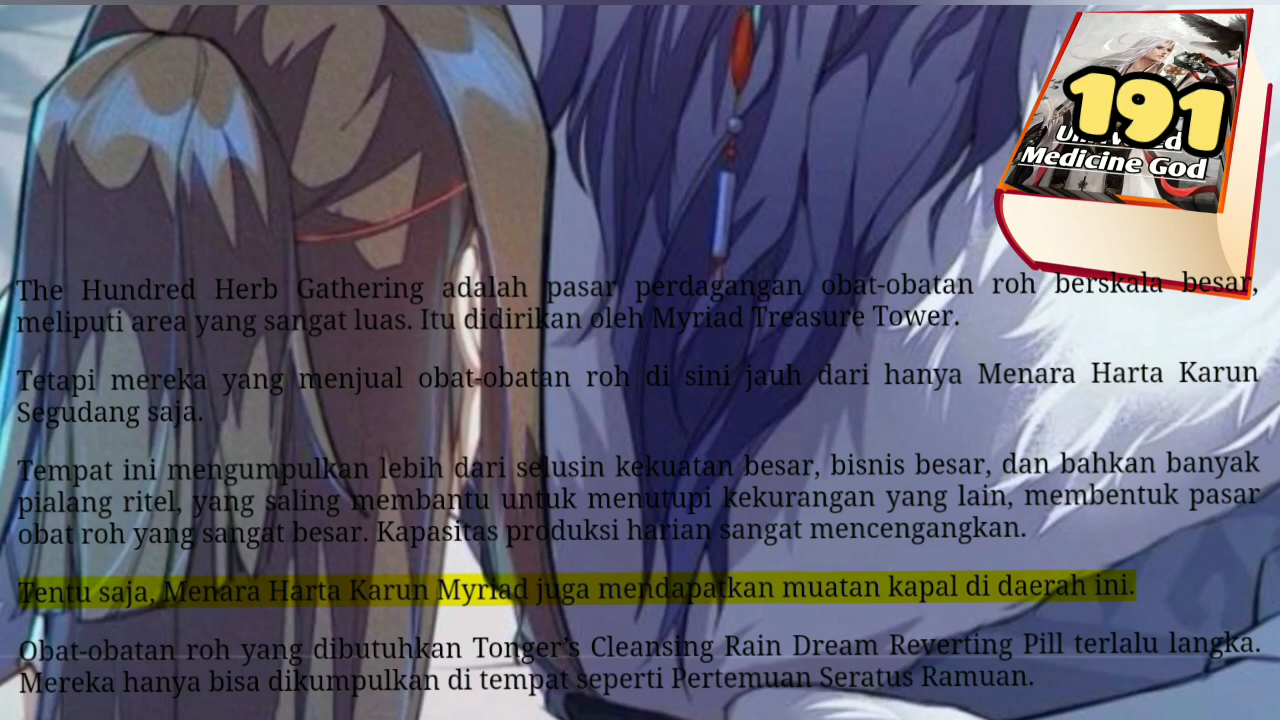 191
Medicine God
The Hundred Herb Gathering adalah pasar perdagangan obat-obatan roh berskala besar,
meliputi area yang sangat luas. Itu didirikan oleh Myriad Treasure Tower.
Tetapi mereka yang menjual obat-obatan roh di sini jauh dari hanya Menara Harta Karun
Segudang saja.
Tempat ini mengumpulkan lebih dari selusin kekuatan besar, bisnis besar, dan bahkan banyak
pialang ritel, yang saling membantu untuk menutupi kekurangan yang lain, membentuk pasar
obat roh yang sangat besar. Kapasitas produksi harian sangat mencengangkan.
Tentu saja, Menara Harta Karun Myriad juga mendapatkan muatan kapal di daerah ini.
Obat-obatan roh yang dibutuhkan Tonger's Cleansing Rain Dream Reverting Pill terlalu langka.
Mereka hanya bisa dikumpulkan di tempat seperti Pertemuan Seratus Ramuan.